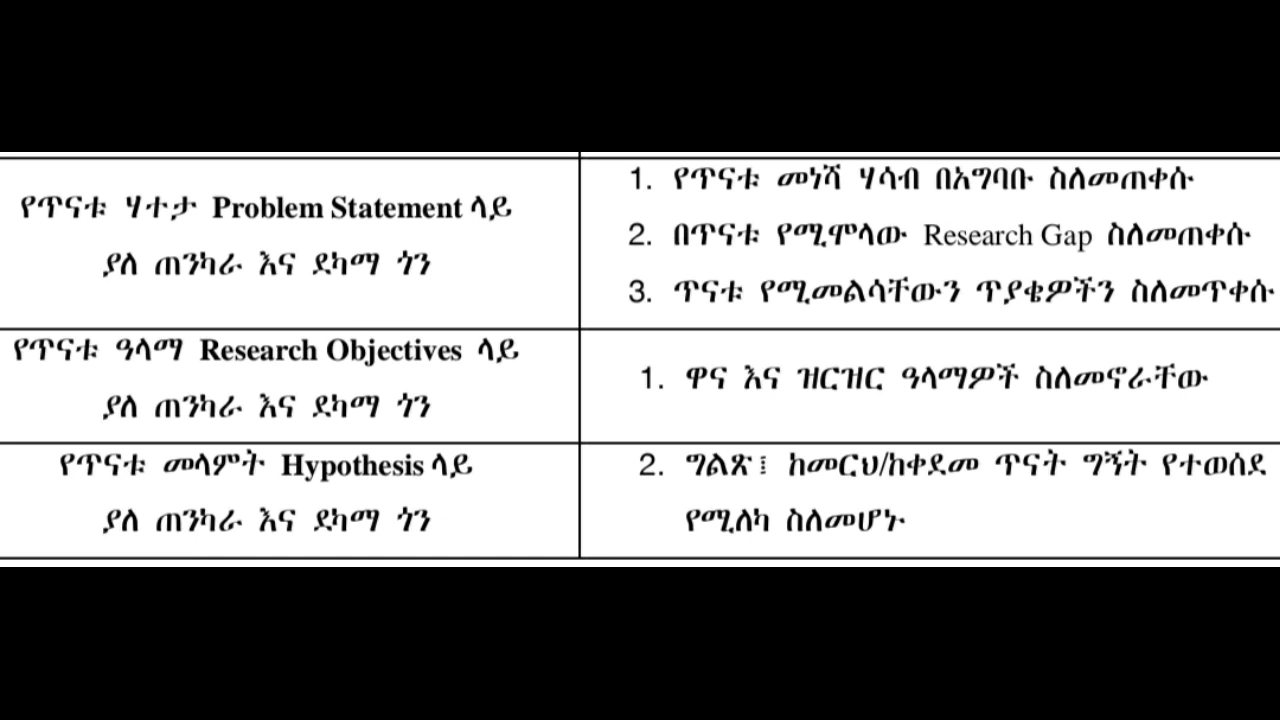 የጥናቱ ሃተታ Problem Statement ላይ
ያለ ጠንካራ እና ደካማ ጎን
1. የጥናቱ መነሻ ሃሳብ በአግባቡ ስለመጠቀሱ
2. በጥናቱ የሚሞላው Research Gap ስለመጠቀሱ
3. ጥናቱ የሚመልሳቸውን ጥያቄዎችን ስለመጥቀሱ
የጥናቱ ዓላማ Research Objectives ላይ
ያለ ጠንካራ እና ደካማ ጎን
1. ዋና እና ዝርዝር ዓላማዎች ስለመኖራቸው
የጥናቱ መላምት Hypothesis ላይ
ያለ ጠንካራ እና ደካማ ጎን
2. ግልጽ፤ ከመርህ/ከቀደመ ጥናት ግኝት የተወሰደ
የሚለካ ስለመሆኑ